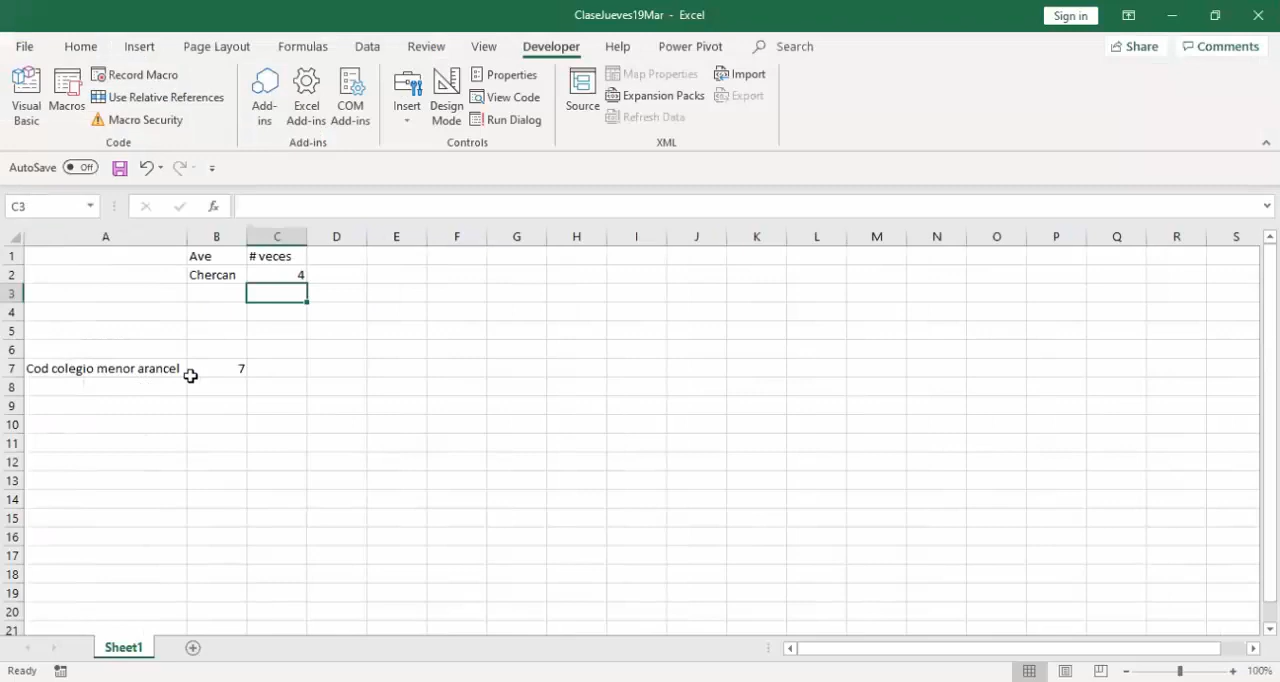 ClaseJueves19Mar - Excel
Sign in
File Home Insert Page Layout Formulas Data Review View Developer Help Power Pivot Search Share Comments
Visual Basic
Macros
Record Macro
Use Relative References
Macro Security
Code
Add-ins
Excel Add-ins
COM Add-ins
Add-ins
Insert
Design Mode
Properties
View Code
Run Dialog
Controls
Source
Map Properties
Expansion Packs
Refresh Data
Import
Export
XML
AutoSave Off
C3 fx
A B C D E F G H I J K L M N O P Q R S
1 Ave # veces
2 Chercan 4
3
4
5
6
7 Cod colegio menor arancel 7
8
9
10
11
12
13
14
15
16
17
18
19
20
21
Sheet1
Ready 100%